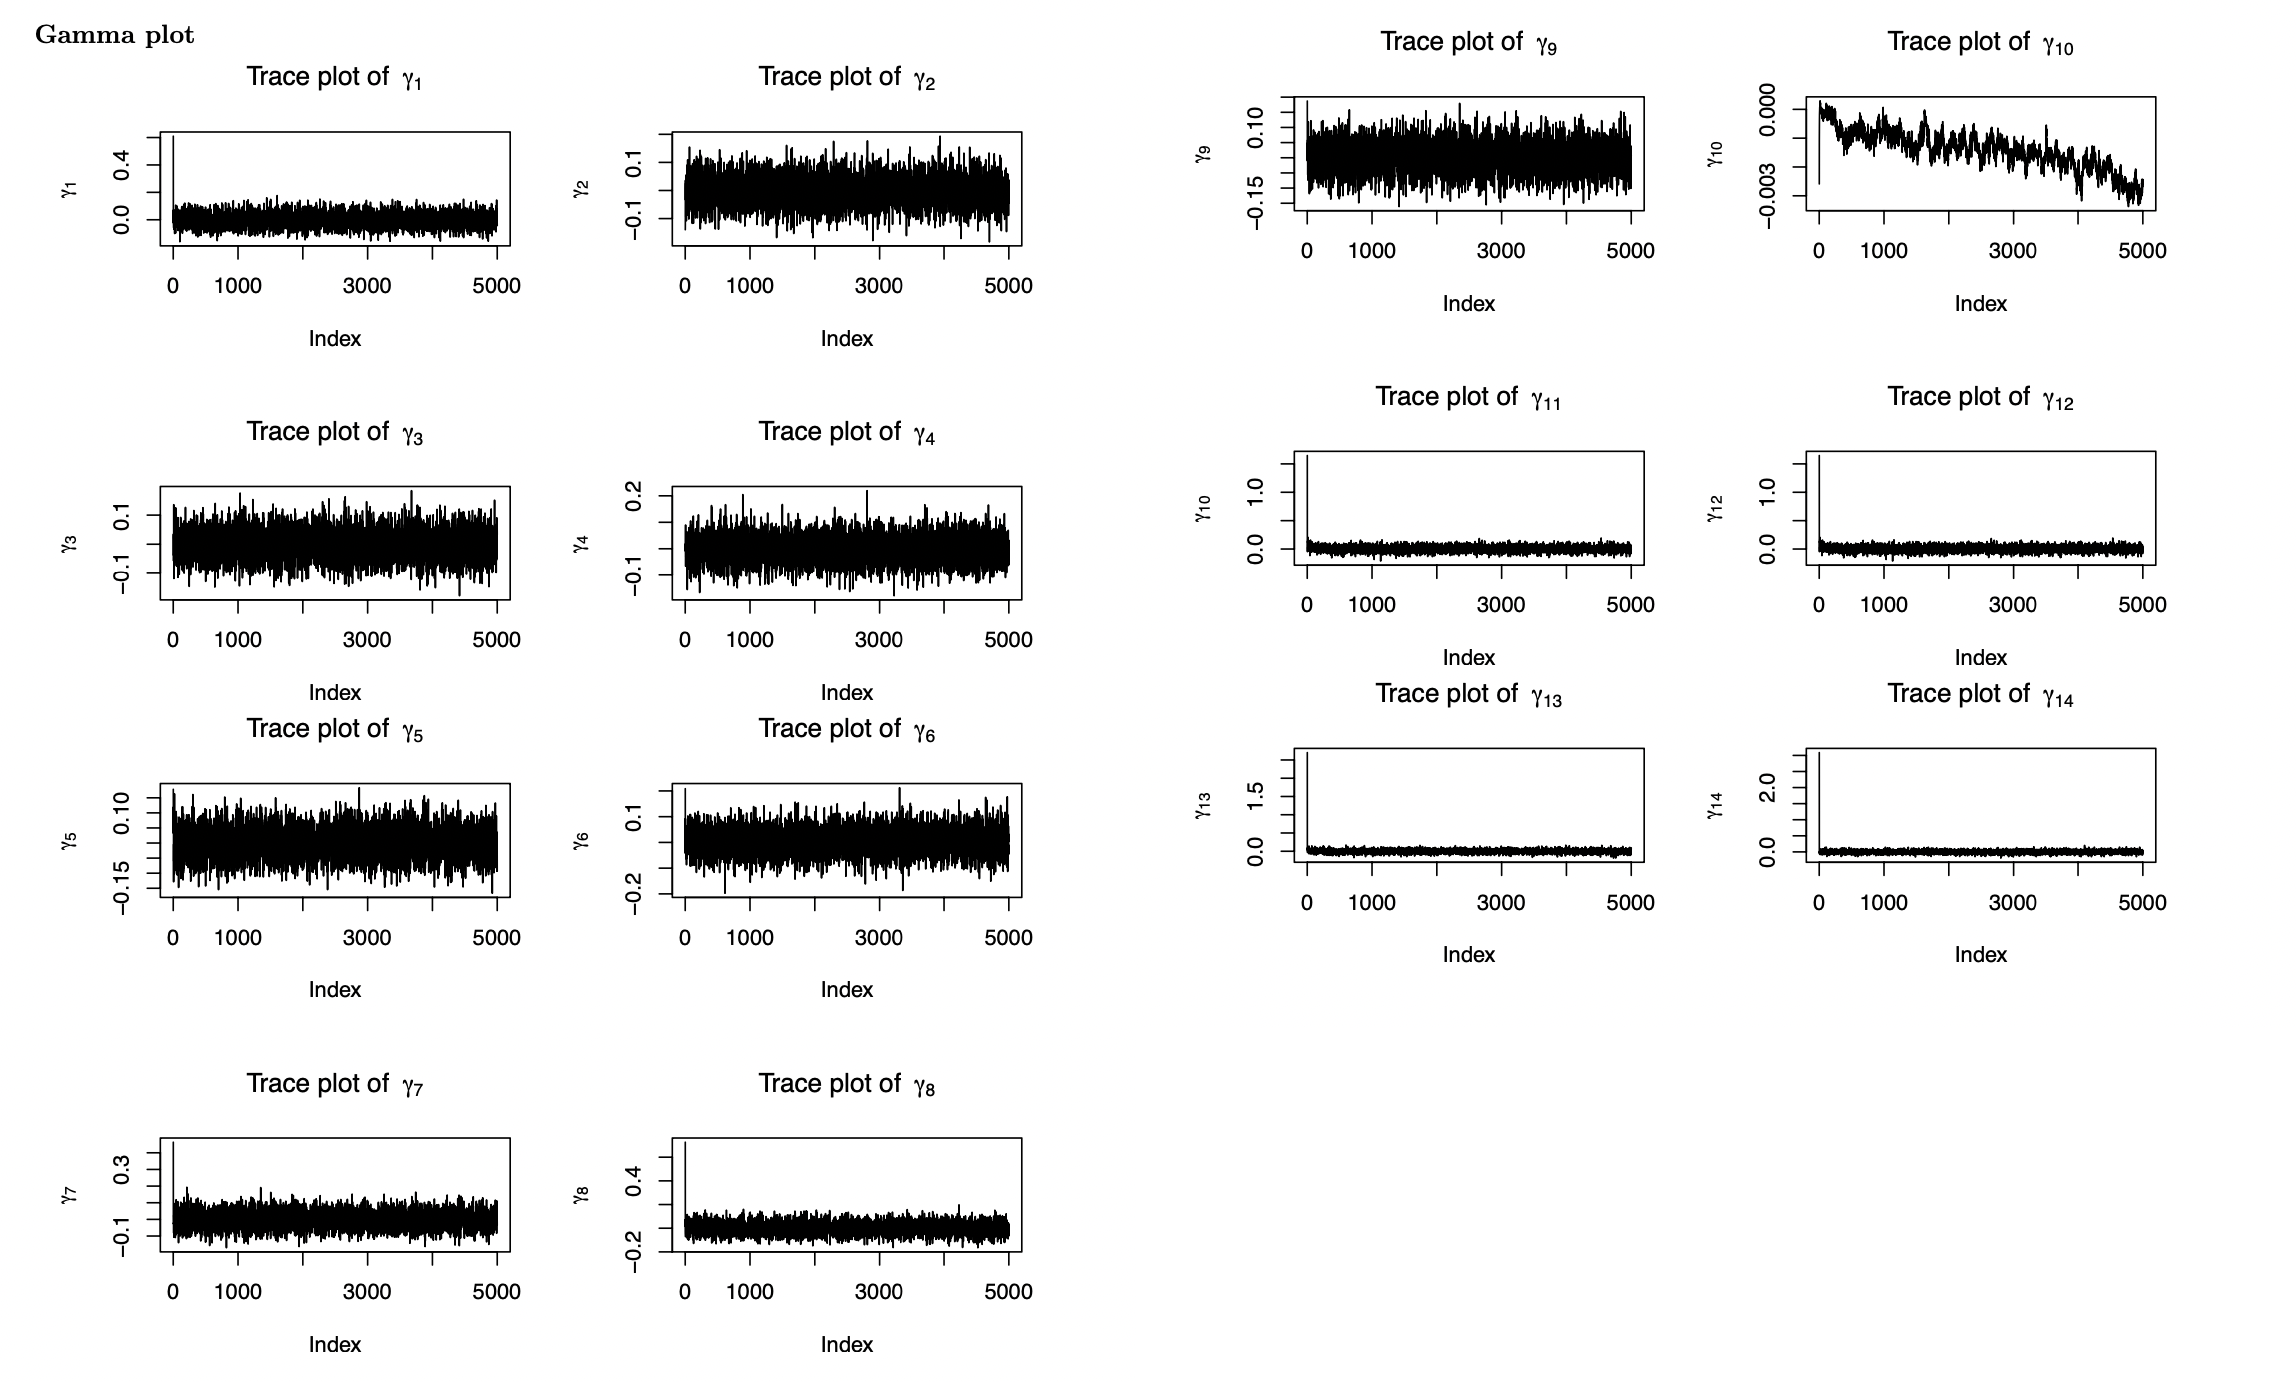 Gamma plot
Trace plot of γ1
γ1
0.0 0.4
0 1000 3000 5000
Index
Trace plot of γ2
γ2
−0.1 0.1
0 1000 3000 5000
Index
Trace plot of γ3
γ3
−0.1 0.1
0 1000 3000 5000
Index
Trace plot of γ4
γ4
−0.1 0.2
0 1000 3000 5000
Index
Trace plot of γ5
γ5
−0.15 0.10
0 1000 3000 5000
Index
Trace plot of γ6
γ6
−0.2 0.1
0 1000 3000 5000
Index
Trace plot of γ7
γ7
−0.1 0.3
0 1000 3000 5000
Index
Trace plot of γ8
γ8
−0.2 0.4
0 1000 3000 5000
Index
Trace plot of γ9
γ9
−0.15 0.10
0 1000 3000 5000
Index
Trace plot of γ10
γ10
−0.003 0.000
0 1000 3000 5000
Index
Trace plot of γ11
γ10
0.0 1.0
0 1000 3000 5000
Index
Trace plot of γ12
γ12
0.0 1.0
0 1000 3000 5000
Index
Trace plot of γ13
γ13
0.0 1.5
0 1000 3000 5000
Index
Trace plot of γ14
γ14
0.0 2.0
0 1000 3000 5000
Index